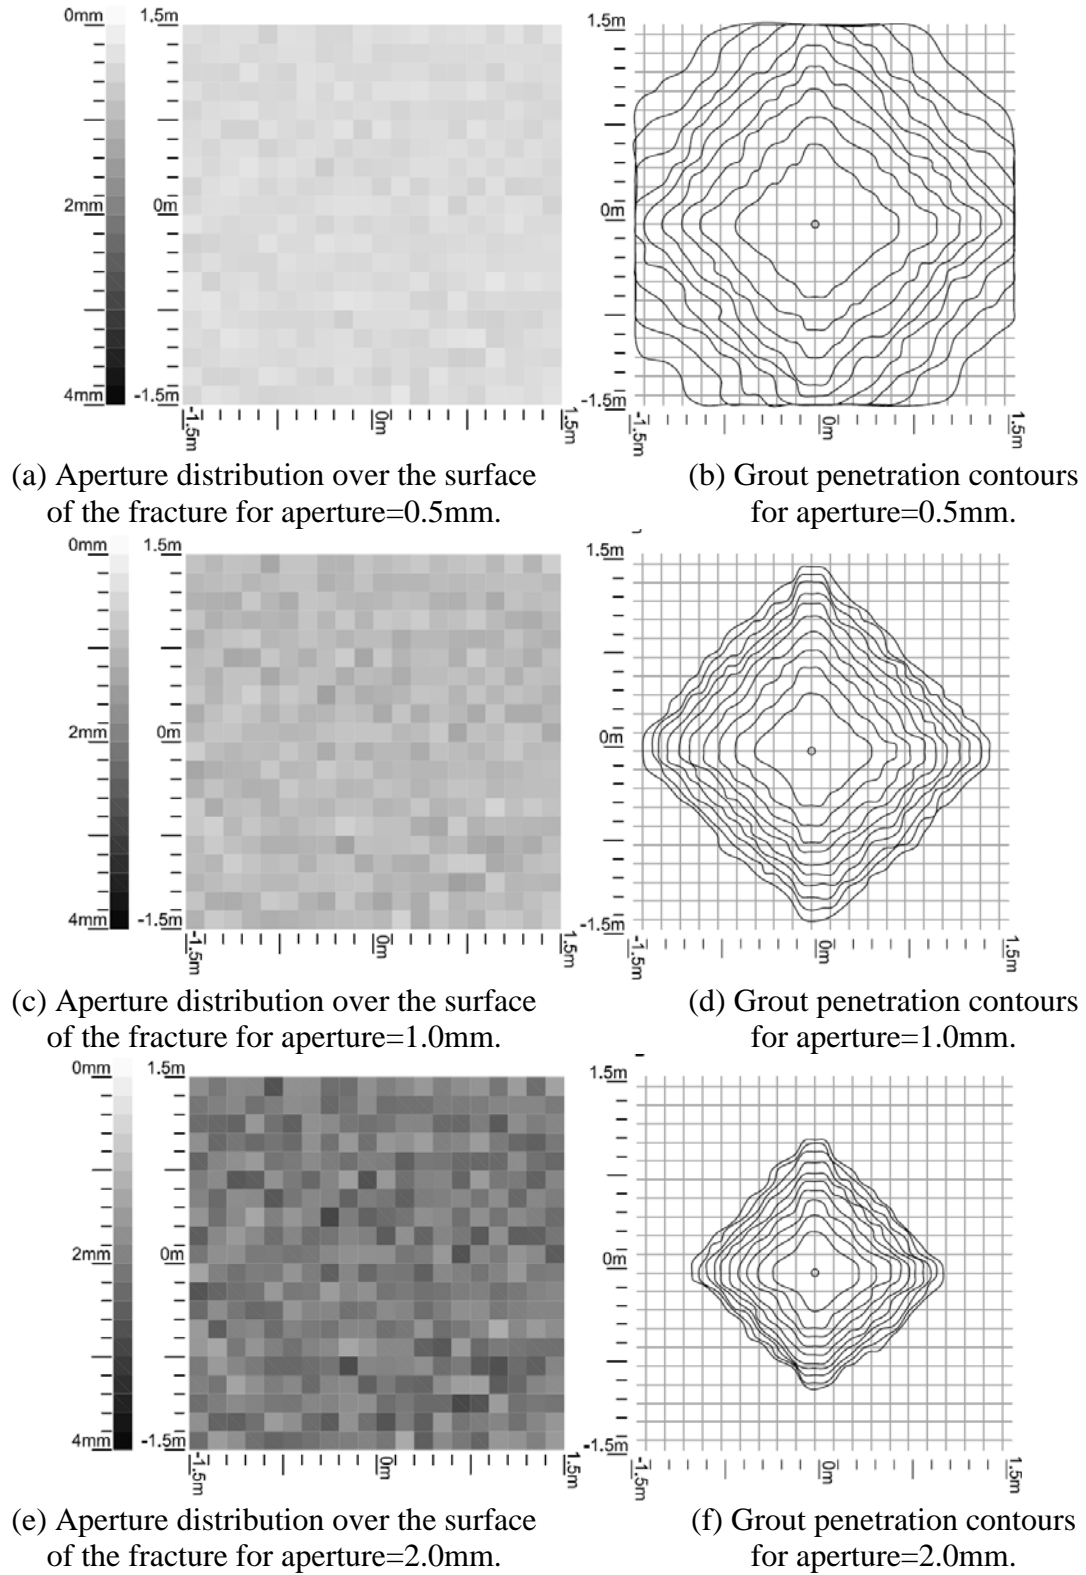 0mm
2mm
4mm
1.5m
0m
-1.5m
-1.5m
0m
1.5m
1.5m
0m
-1.5m
-1.5m
0m
1.5m
(a) Aperture distribution over the surface
of the fracture for aperture=0.5mm.
(b) Grout penetration contours
for aperture=0.5mm.
0mm
2mm
4mm
1.5m
0m
-1.5m
-1.5m
0m
1.5m
1.5m
0m
-1.5m
-1.5m
0m
1.5m
(c) Aperture distribution over the surface
of the fracture for aperture=1.0mm.
(d) Grout penetration contours
for aperture=1.0mm.
0mm
2mm
4mm
1.5m
0m
-1.5m
-1.5m
0m
1.5m
1.5m
0m
-1.5m
-1.5m
0m
1.5m
(e) Aperture distribution over the surface
of the fracture for aperture=2.0mm.
(f) Grout penetration contours
for aperture=2.0mm.